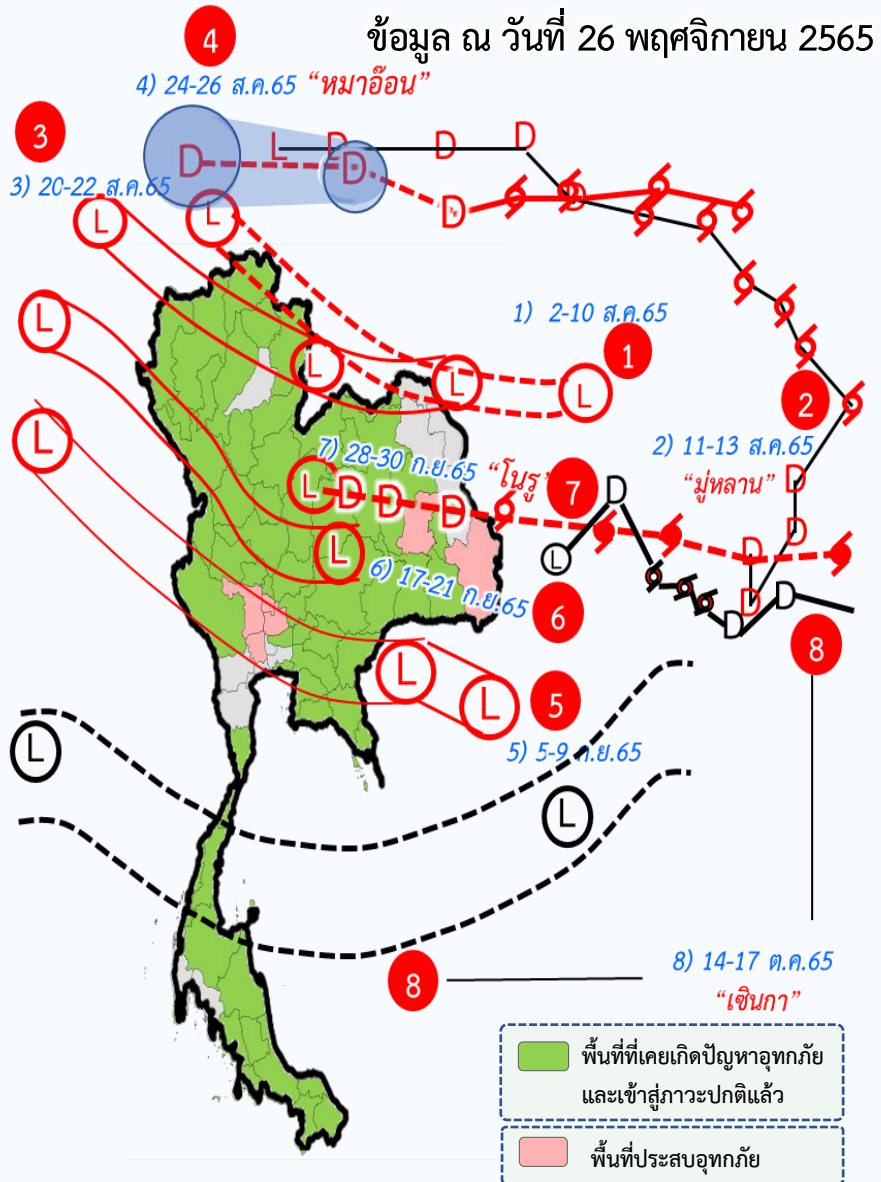 ข้อมูล ณ วันที่ 26 พฤศจิกายน 2565
4
4) 24-26 ส.ค.65 “หมาอ๊อน”
3
3) 20-22 ส.ค.65
D
L
D
D
D
D
D
D
L
L
1) 2-10 ส.ค.65
1
L
L
L
L
2
2) 11-13 ส.ค.65
“มู่หลาน”
L
7) 28-30 ก.ย.65 “โนรู”
7
L
D
D
D
D
D
D
D
D
L
L
6) 17-21 ก.ย.65
6
D
D
D
8
L
L
5
5) 5-9 ก.ย.65
L
L
8
8) 14-17 ต.ค.65
“เซินกา”
พื้นที่ที่เคยเกิดปัญหาอุทกภัย
และเข้าสู่ภาวะปกติแล้ว
พื้นที่ประสบอุทกภัย